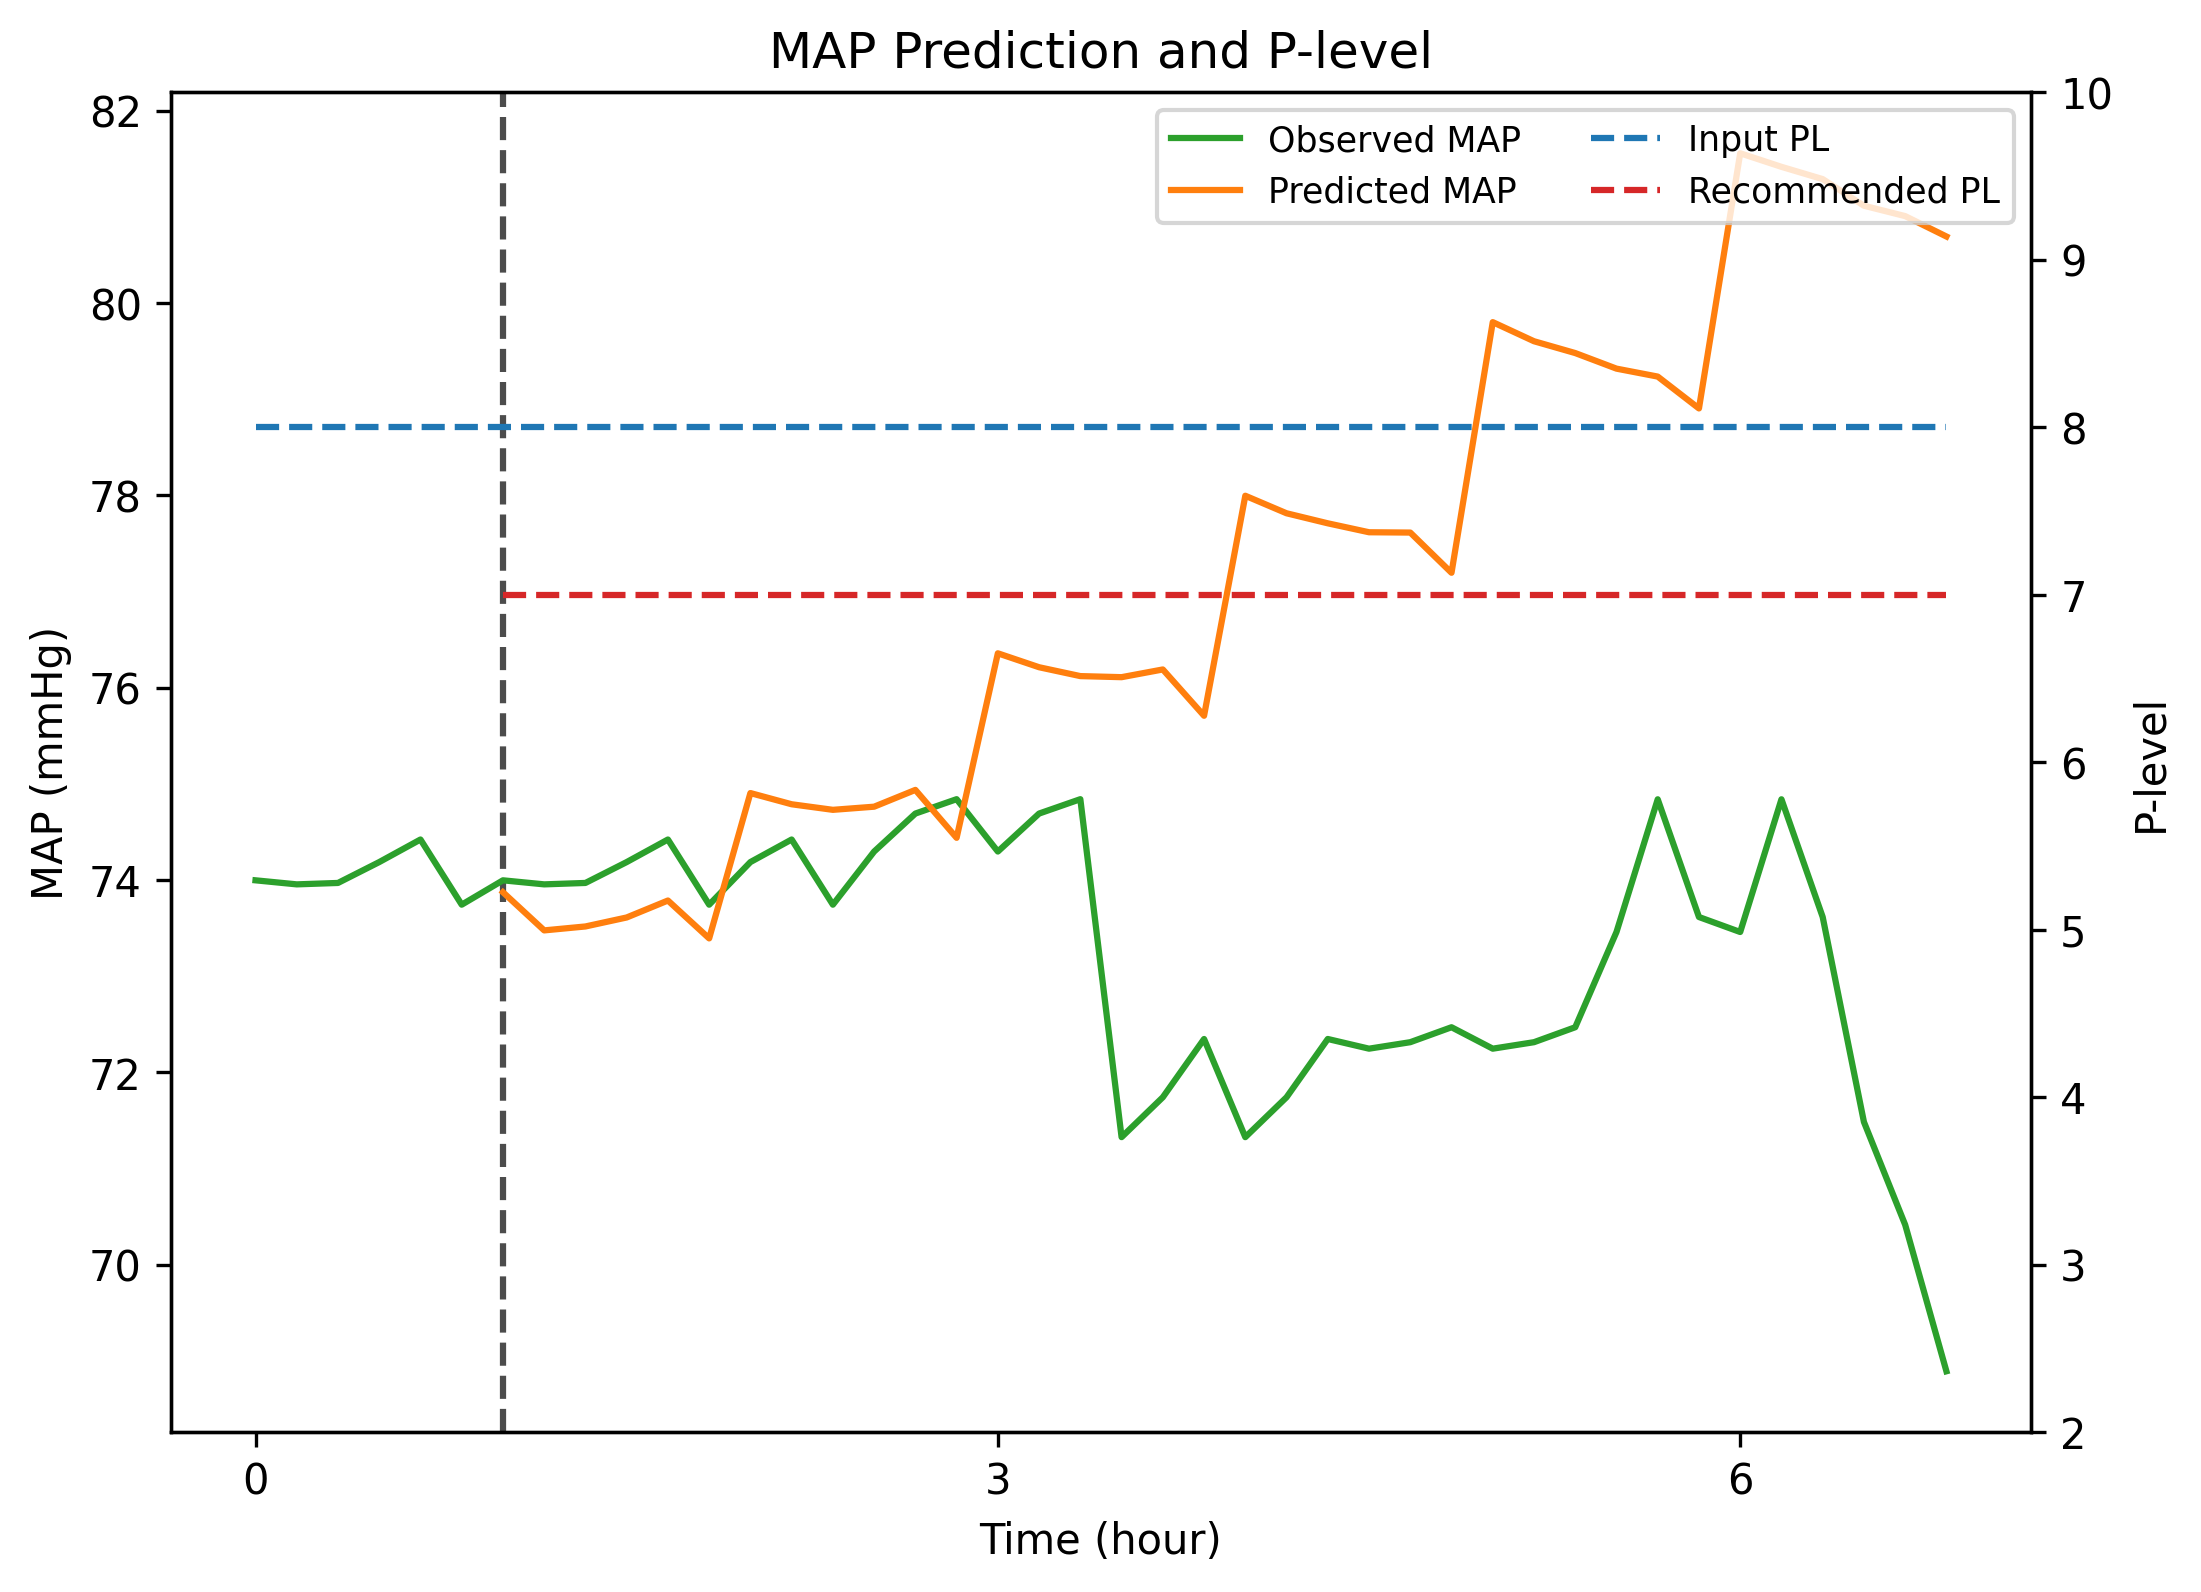 MAP Prediction and P-level
Observed MAP
Predicted MAP
Input PL
Recommended PL
82
80
78
76
74
72
70
MAP (mmHg)
10
9
8
7
6
5
4
3
2
P-level
0
3
6
Time (hour)